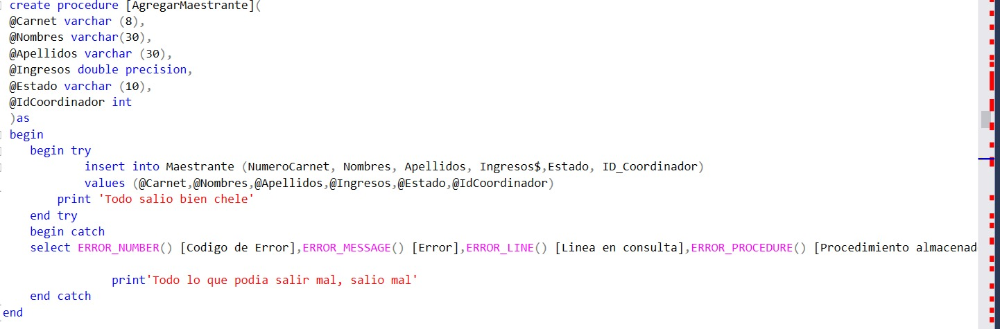 create procedure [AgregarMaestrante](
@Carnet varchar (8),
@Nombres varchar(30),
@Apellidos varchar (30),
@Ingresos double precision,
@Estado varchar (10),
@IdCoordinador int
)as
begin
begin try
insert into Maestrante (NumeroCarnet, Nombres, Apellidos, Ingresos$,Estado, ID_Coordinador)
values (@Carnet,@Nombres,@Apellidos,@Ingresos,@Estado,@IdCoordinador)
print 'Todo salio bien chele'
end try
begin catch
select ERROR_NUMBER() [Codigo de Error],ERROR_MESSAGE() [Error],ERROR_LINE() [Linea en consulta],ERROR_PROCEDURE() [Procedimiento almacenad
print'Todo lo que podia salir mal, salio mal'
end catch
end